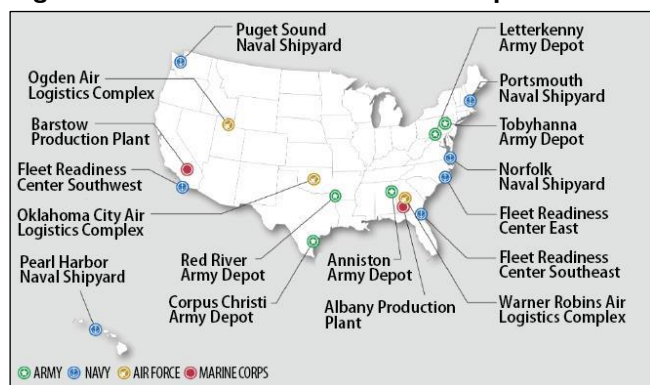 Puget Sound
Naval Shipyard
Letterkenny
Army Depot
Ogden Air
Logistics Complex
Portsmouth
Naval Shipyard
Barstow
Production Plant
Tobyhanna
Army Depot
Fleet Readiness
Center Southwest
Norfolk
Naval Shipyard
Oklahoma City Air
Logistics Complex
Fleet Readiness
Center East
Pearl Harbor
Naval Shipyard
Red River
Army Depot
Anniston
Army Depot
Fleet Readiness
Center Southeast
Corpus Christi
Army Depot
Albany Production
Plant
Warner Robins Air
Logistics Complex
ARMY NAVY AIR FORCE MARINE CORPS